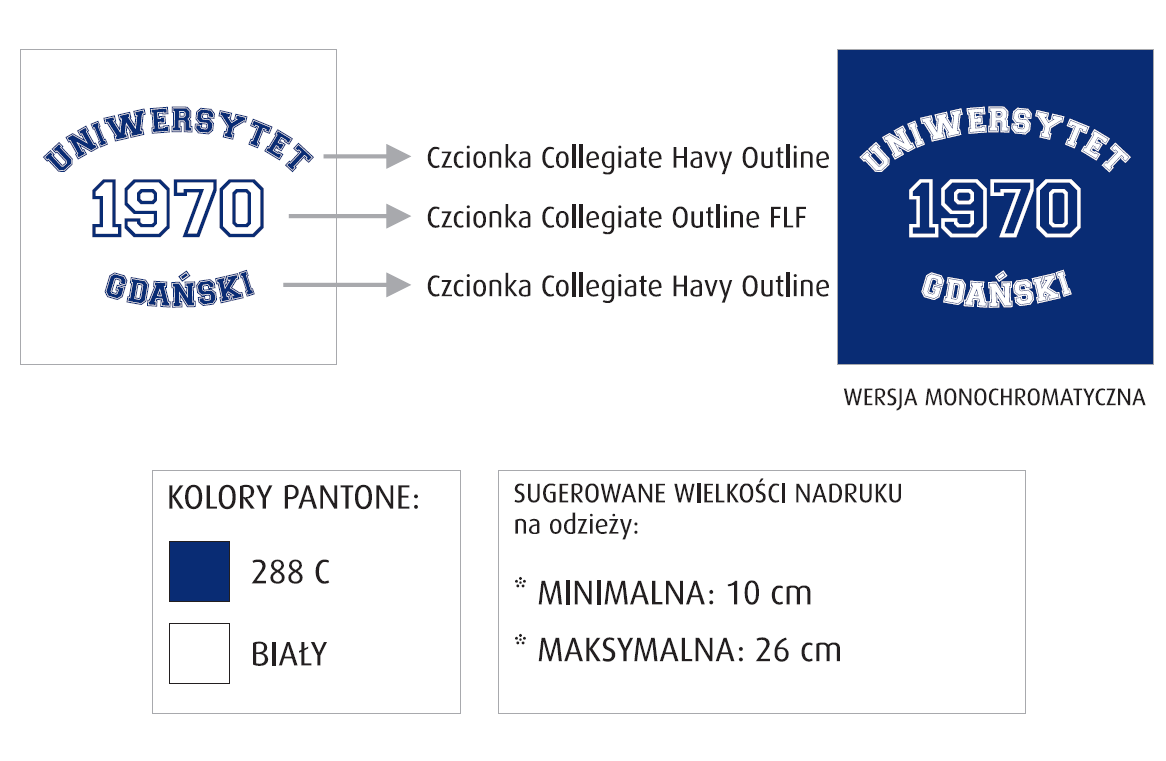 UNIWERSYTET
1970
GDAŃSKI
Czcionka Collegiate Havy Outline
Czcionka Collegiate Outline FLF
Czcionka Collegiate Havy Outline
UNIWERSYTET
1970
GDAŃSKI
WERSJA MONOCHROMATYCZNA
KOLORY PANTONE:
288 C
BIAŁY
SUGEROWANE WIELKOŚCI NADRUKU
na odzieży:
* MINIMALNA: 10 cm
* MAKSYMALNA: 26 cm